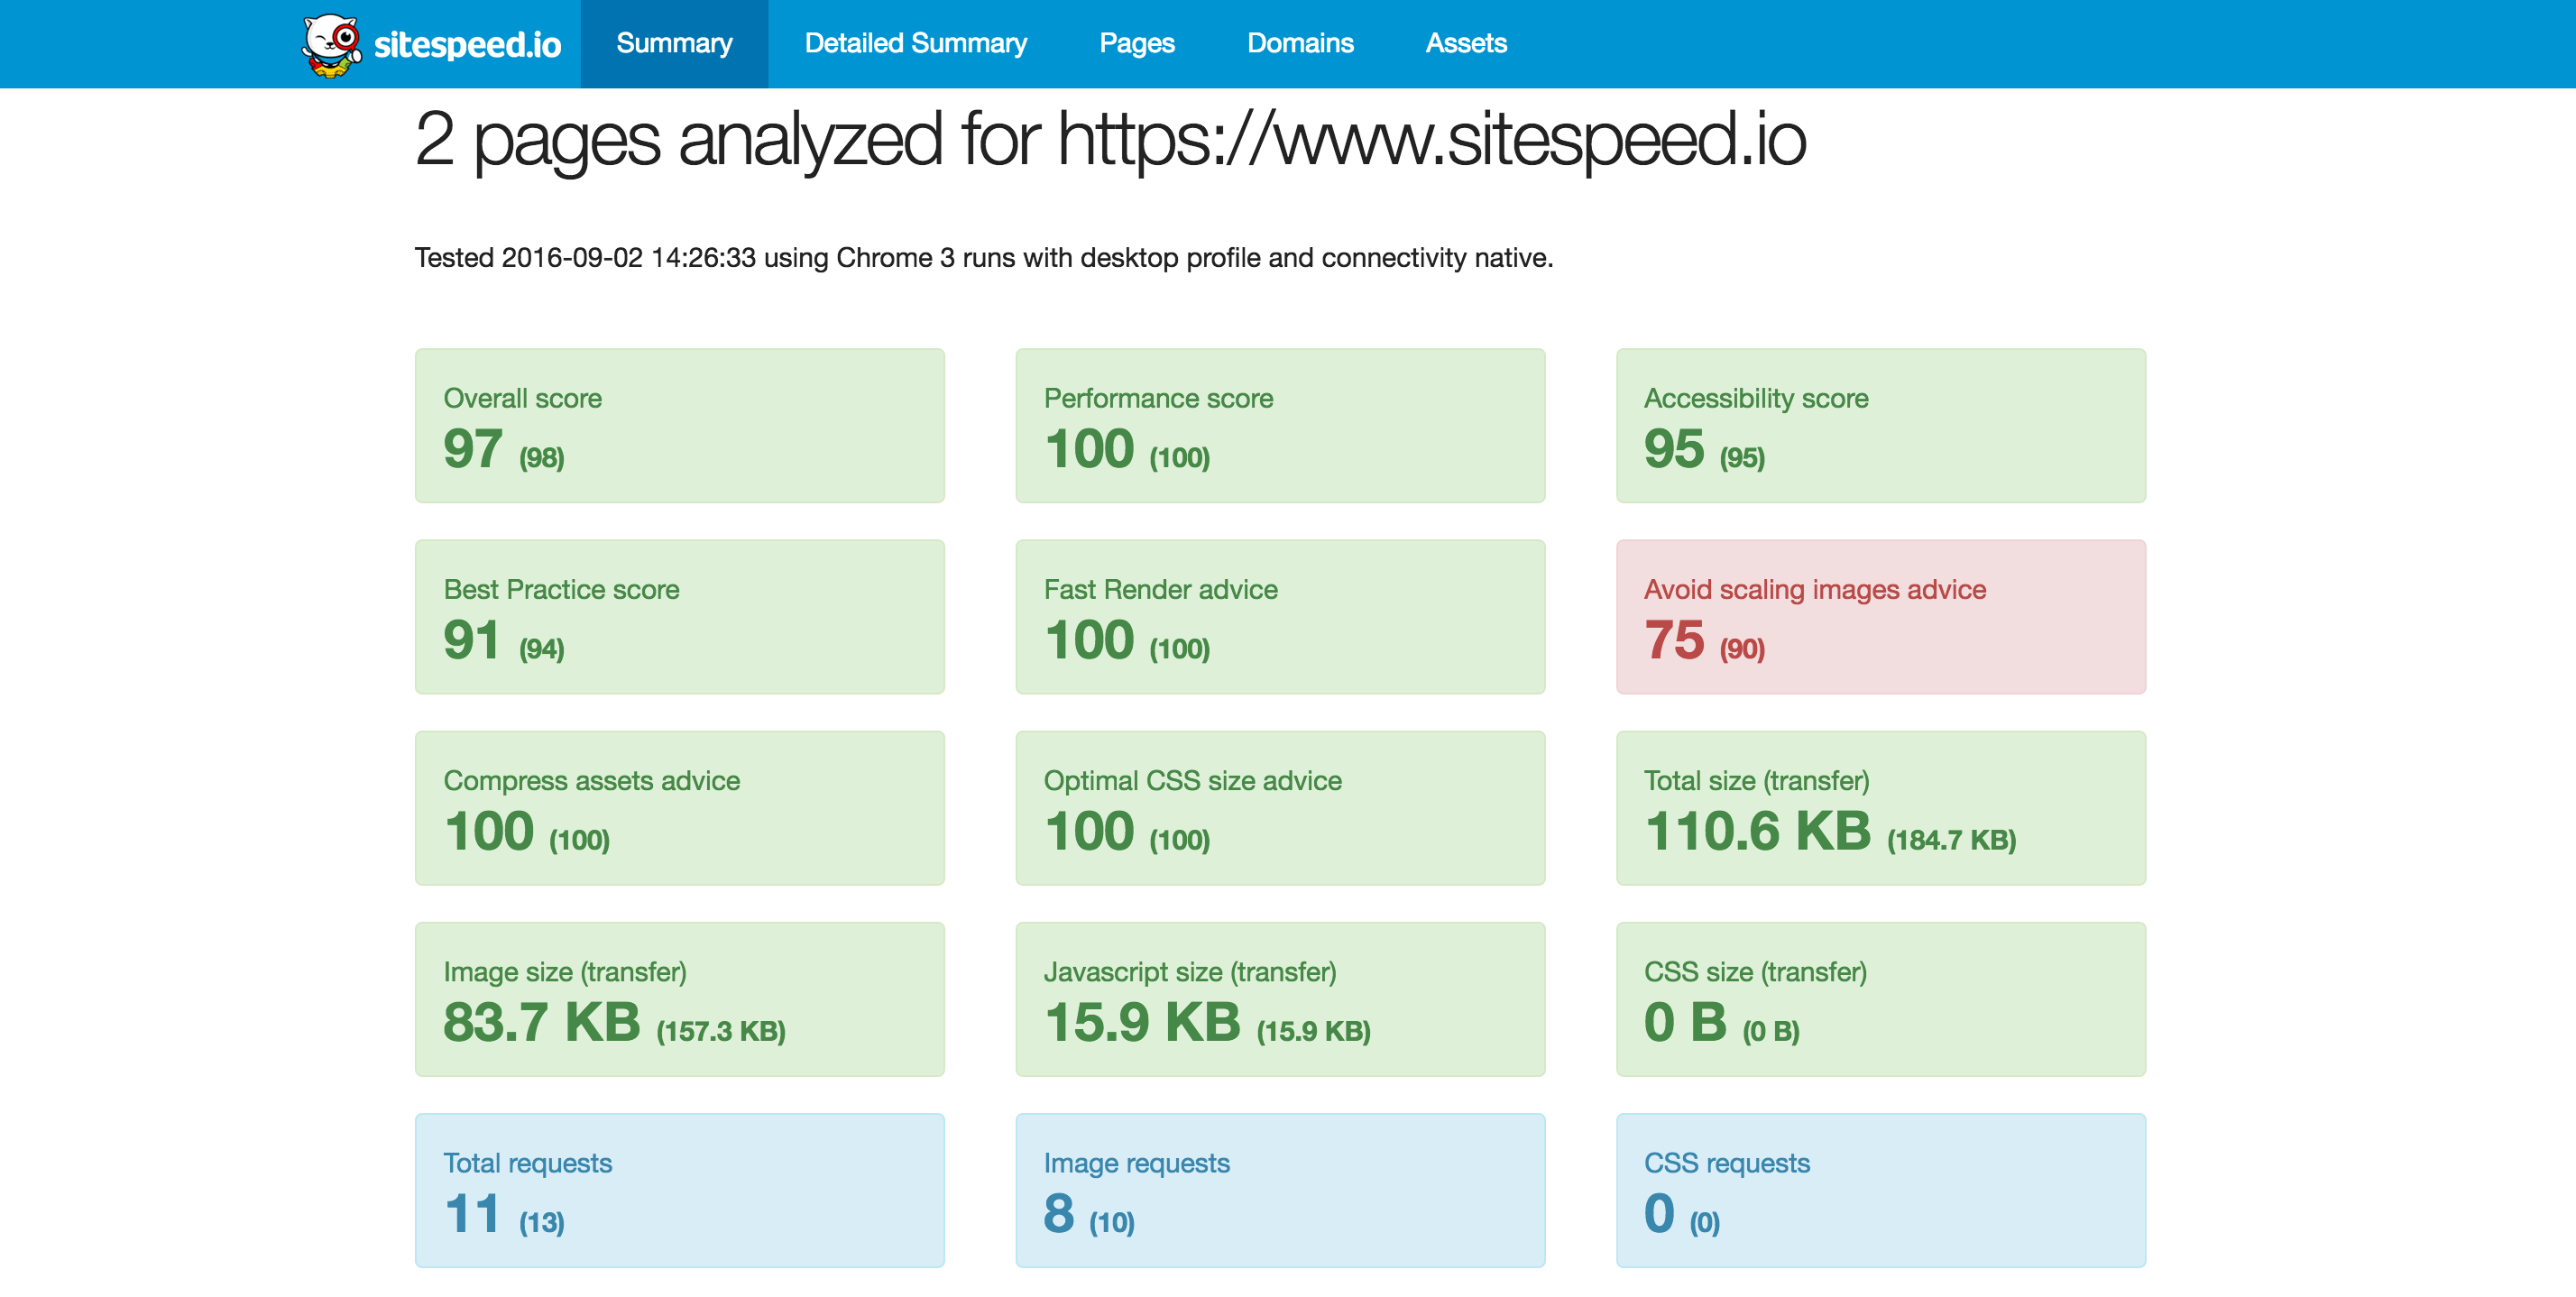 sitespeed.io Summary Detailed Summary Pages Domains Assets
2 pages analyzed for https://www.sitespeed.io
Tested 2016-09-02 14:26:33 using Chrome 3 runs with desktop profile and connectivity native.
Overall score
97 (98)
Performance score
100 (100)
Accessibility score
95 (95)
Best Practice score
91 (94)
Fast Render advice
100 (100)
Avoid scaling images advice
75 (90)
Compress assets advice
100 (100)
Optimal CSS size advice
100 (100)
Total size (transfer)
110.6 KB (184.7 KB)
Image size (transfer)
83.7 KB (157.3 KB)
Javascript size (transfer)
15.9 KB (15.9 KB)
CSS size (transfer)
0 B (0 B)
Total requests
11 (13)
Image requests
8 (10)
CSS requests
0 (0)